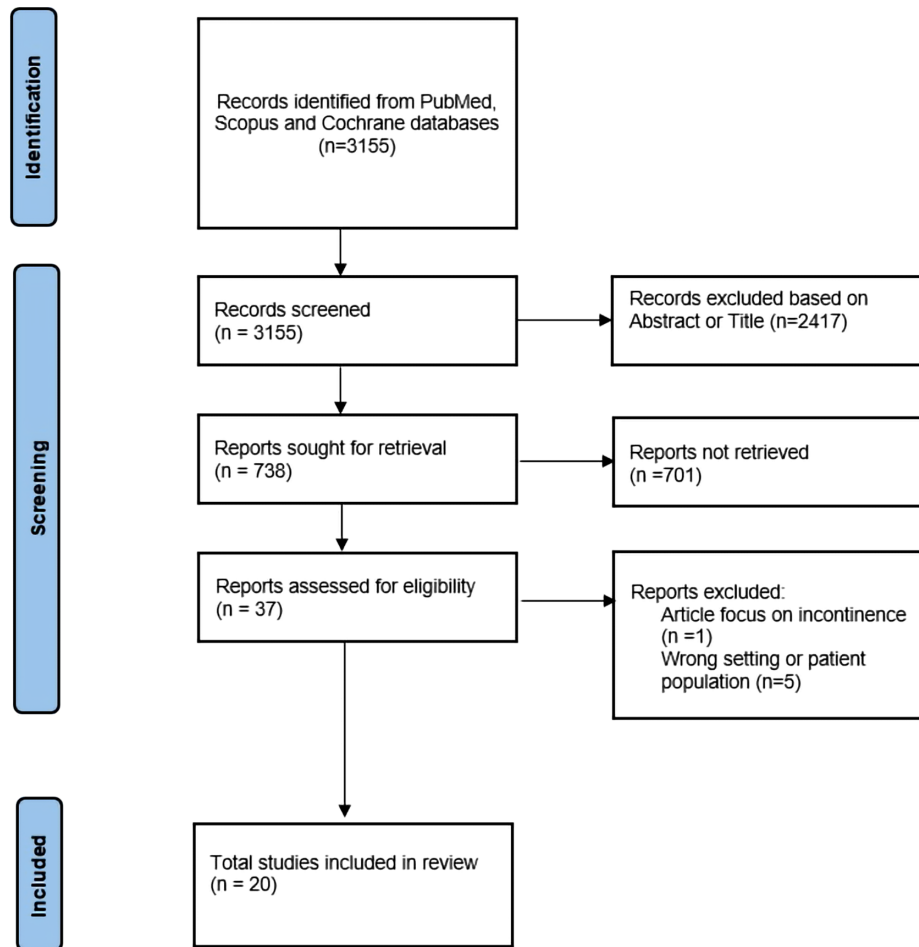 Identification
Records identified from PubMed,
Scopus and Cochrane databases
(n=3155)
Screening
Records screened
(n = 3155)
Records excluded based on
Abstract or Title (n=2417)
Reports sought for retrieval
(n = 738)
Reports not retrieved
(n =701)
Reports assessed for eligibility
(n = 37)
Reports excluded:
Article focus on incontinence
(n =1)
Wrong setting or patient
population (n=5)
Included
Total studies included in review
(n = 20)